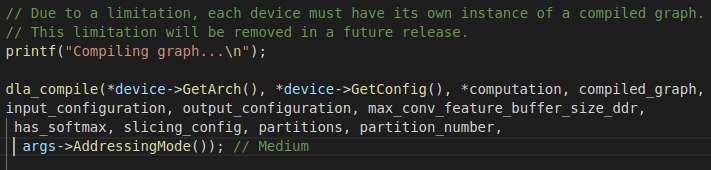 // Due to a limitation, each device must have its own instance of a compiled graph.
// This limitation will be removed in a future release.
printf("Compiling graph...\n");
dla_compile(*device->GetArch(), *device->GetConfig(), *computation, compiled_graph,
input_configuration, output_configuration, max_conv_feature_buffer_size_ddr,
has_softmax, slicing_config, partitions, partition_number,
args->AddressingMode()); // Medium